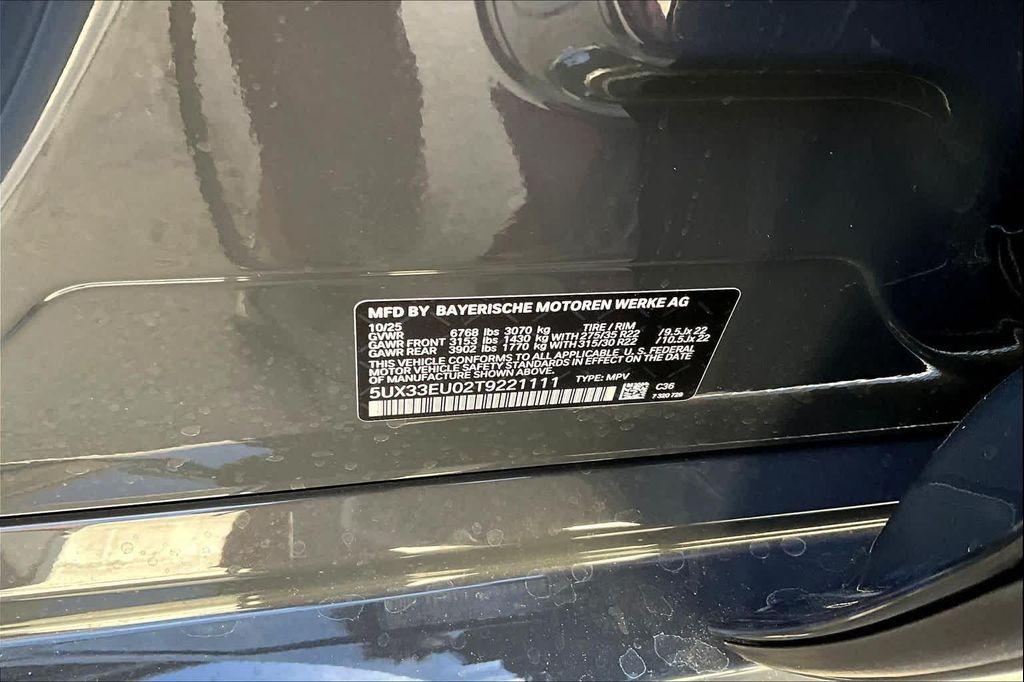 MFD BY BAYERISCHE MOTOREN WERKE AG
10/25 TIRE / RIM
GVWR 6768 lbs 3070 kg
GAWR FRONT 3153 lbs 1430 kg WITH 275/35 R22 /9.5Jx22
GAWR REAR 3902 lbs 1770 kg WITH 315/30 R22 /10.5Jx22
THIS VEHICLE CONFORMS TO ALL APPLICABLE U.S. FEDERAL
MOTOR VEHICLE SAFETY STANDARDS IN EFFECT ON THE DATE
OF MANUFACTURE SHOWN ABOVE.
5UX33EU02T9221111 TYPE: MPV
C36
7 320 729